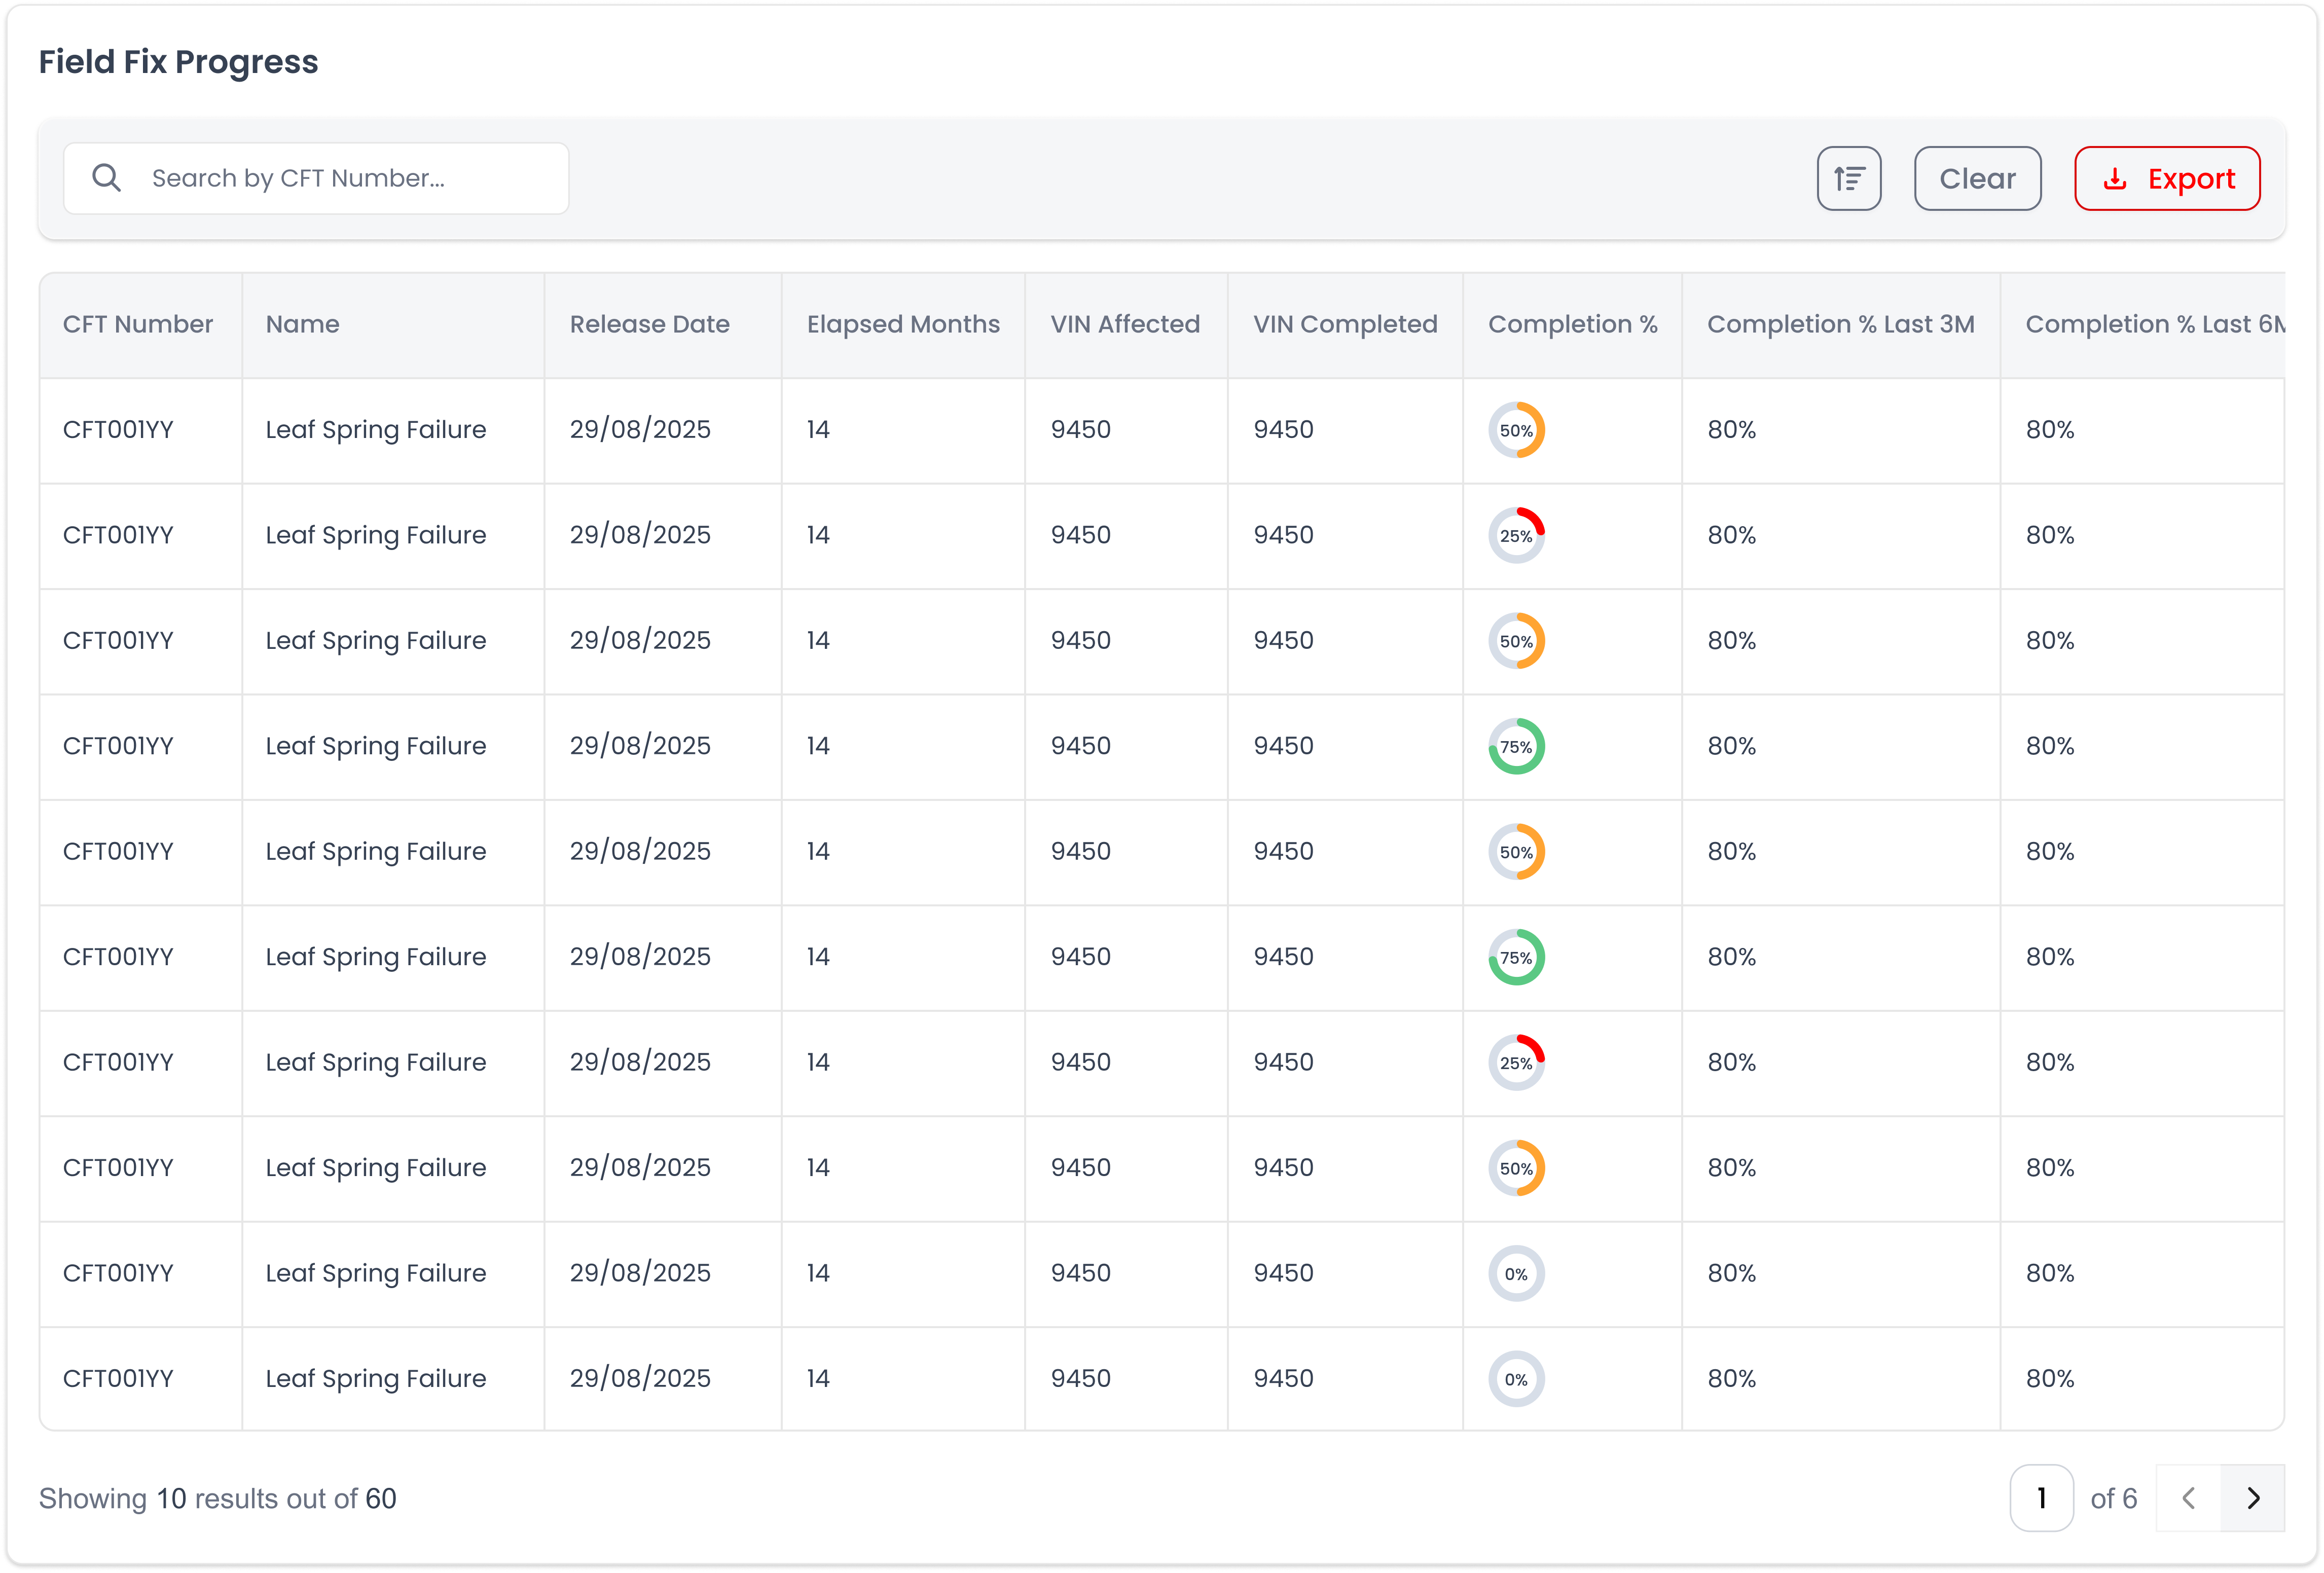 Field Fix Progress
Search by CFT Number...
Clear
Export
CFT Number Name Release Date Elapsed Months VIN Affected VIN Completed Completion % Completion % Last 3M Completion % Last 6M
CFT001YY Leaf Spring Failure 29/08/2025 14 9450 9450 50% 80% 80%
CFT001YY Leaf Spring Failure 29/08/2025 14 9450 9450 25% 80% 80%
CFT001YY Leaf Spring Failure 29/08/2025 14 9450 9450 50% 80% 80%
CFT001YY Leaf Spring Failure 29/08/2025 14 9450 9450 75% 80% 80%
CFT001YY Leaf Spring Failure 29/08/2025 14 9450 9450 50% 80% 80%
CFT001YY Leaf Spring Failure 29/08/2025 14 9450 9450 75% 80% 80%
CFT001YY Leaf Spring Failure 29/08/2025 14 9450 9450 25% 80% 80%
CFT001YY Leaf Spring Failure 29/08/2025 14 9450 9450 50% 80% 80%
CFT001YY Leaf Spring Failure 29/08/2025 14 9450 9450 0% 80% 80%
CFT001YY Leaf Spring Failure 29/08/2025 14 9450 9450 0% 80% 80%
Showing 10 results out of 60
1 of 6